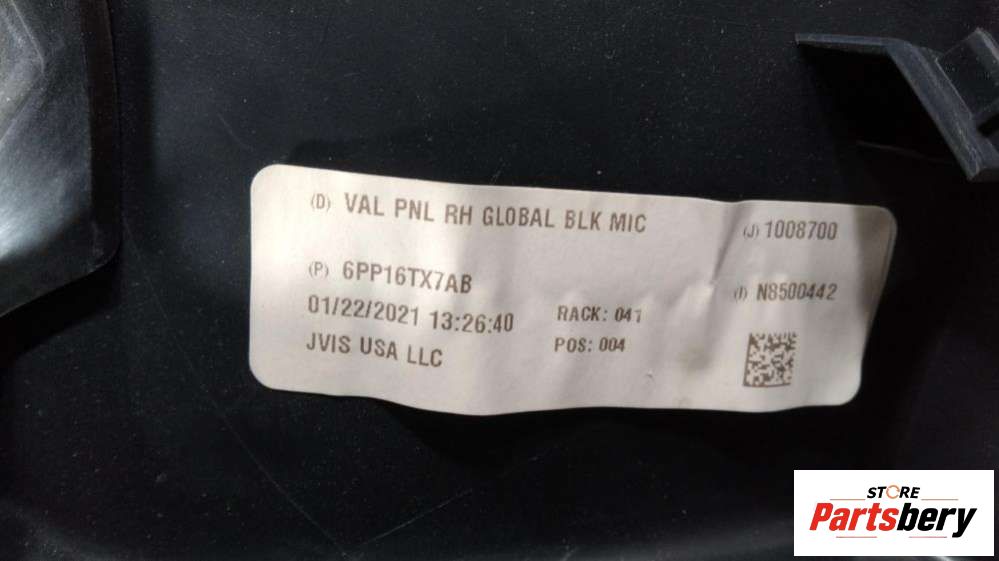 (D) VAL PNL RH GLOBAL BLK MIC
(J) 1008700
(P) 6PP16TX7AB
(I) N8500442
01/22/2021 13:26:40
RACK: 041
JVIS USA LLC
POS: 004
STORE
Partsbery